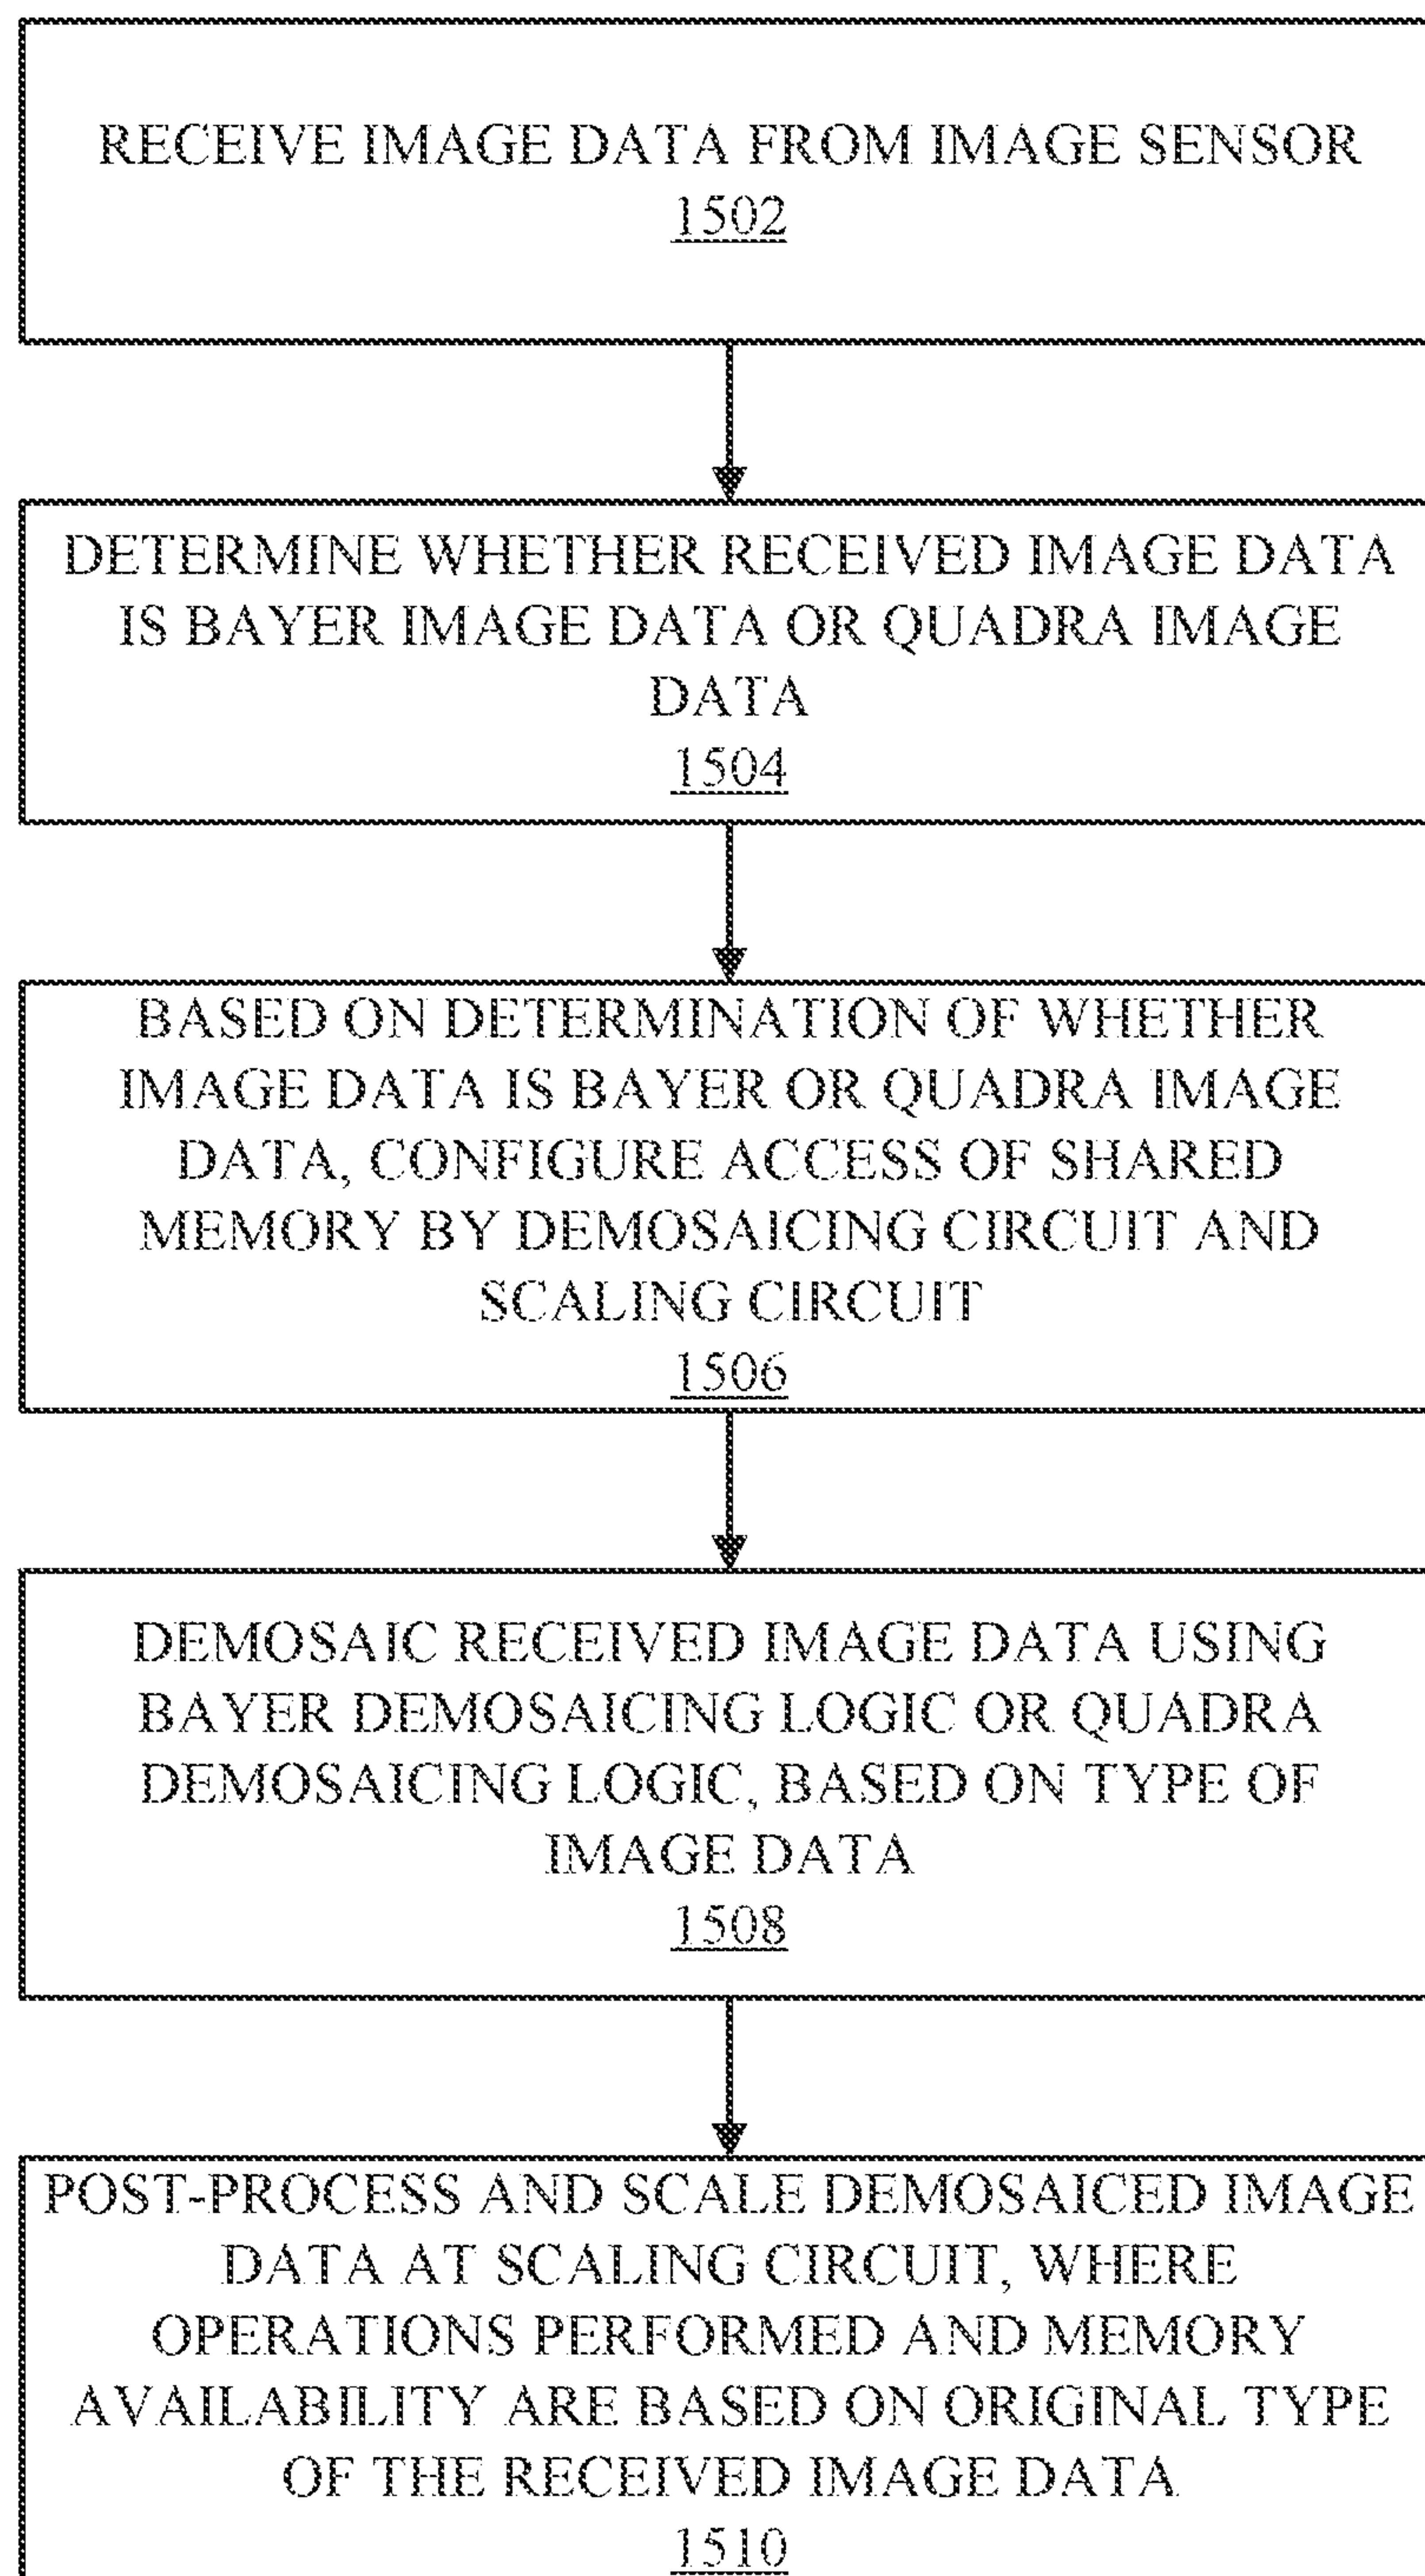 RECEIVE IMAGE DATA FROM IMAGE SENSOR
1502
DETERMINE WHETHER RECEIVED IMAGE DATA
IS BAYER IMAGE DATA OR QUADRA IMAGE
DATA
1504
BASED ON DETERMINATION OF WHETHER
IMAGE DATA IS BAYER OR QUADRA IMAGE
DATA, CONFIGURE ACCESS OF SHARED
MEMORY BY DEMOSAICING CIRCUIT AND
SCALING CIRCUIT
1506
DEMOSAIC RECEIVED IMAGE DATA USING
BAYER DEMOSAICING LOGIC OR QUADRA
DEMOSAICING LOGIC, BASED ON TYPE OF
IMAGE DATA
1508
POST-PROCESS AND SCALE DEMOSAICED IMAGE
DATA AT SCALING CIRCUIT, WHERE
OPERATIONS PERFORMED AND MEMORY
AVAILABILITY ARE BASED ON ORIGINAL TYPE
OF THE RECEIVED IMAGE DATA
1510